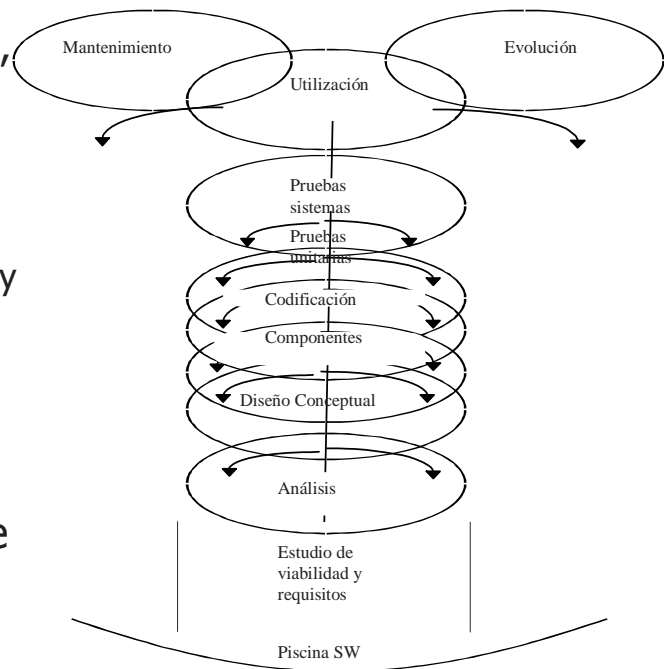 Mantenimiento
Evolución
,
Utilización
Pruebas
sistemas
Pruebas
unitarias
y
Codificación
Componentes
Diseño Conceptual
Análisis
e
Estudio de
viabilidad y
requisitos
Piscina SW